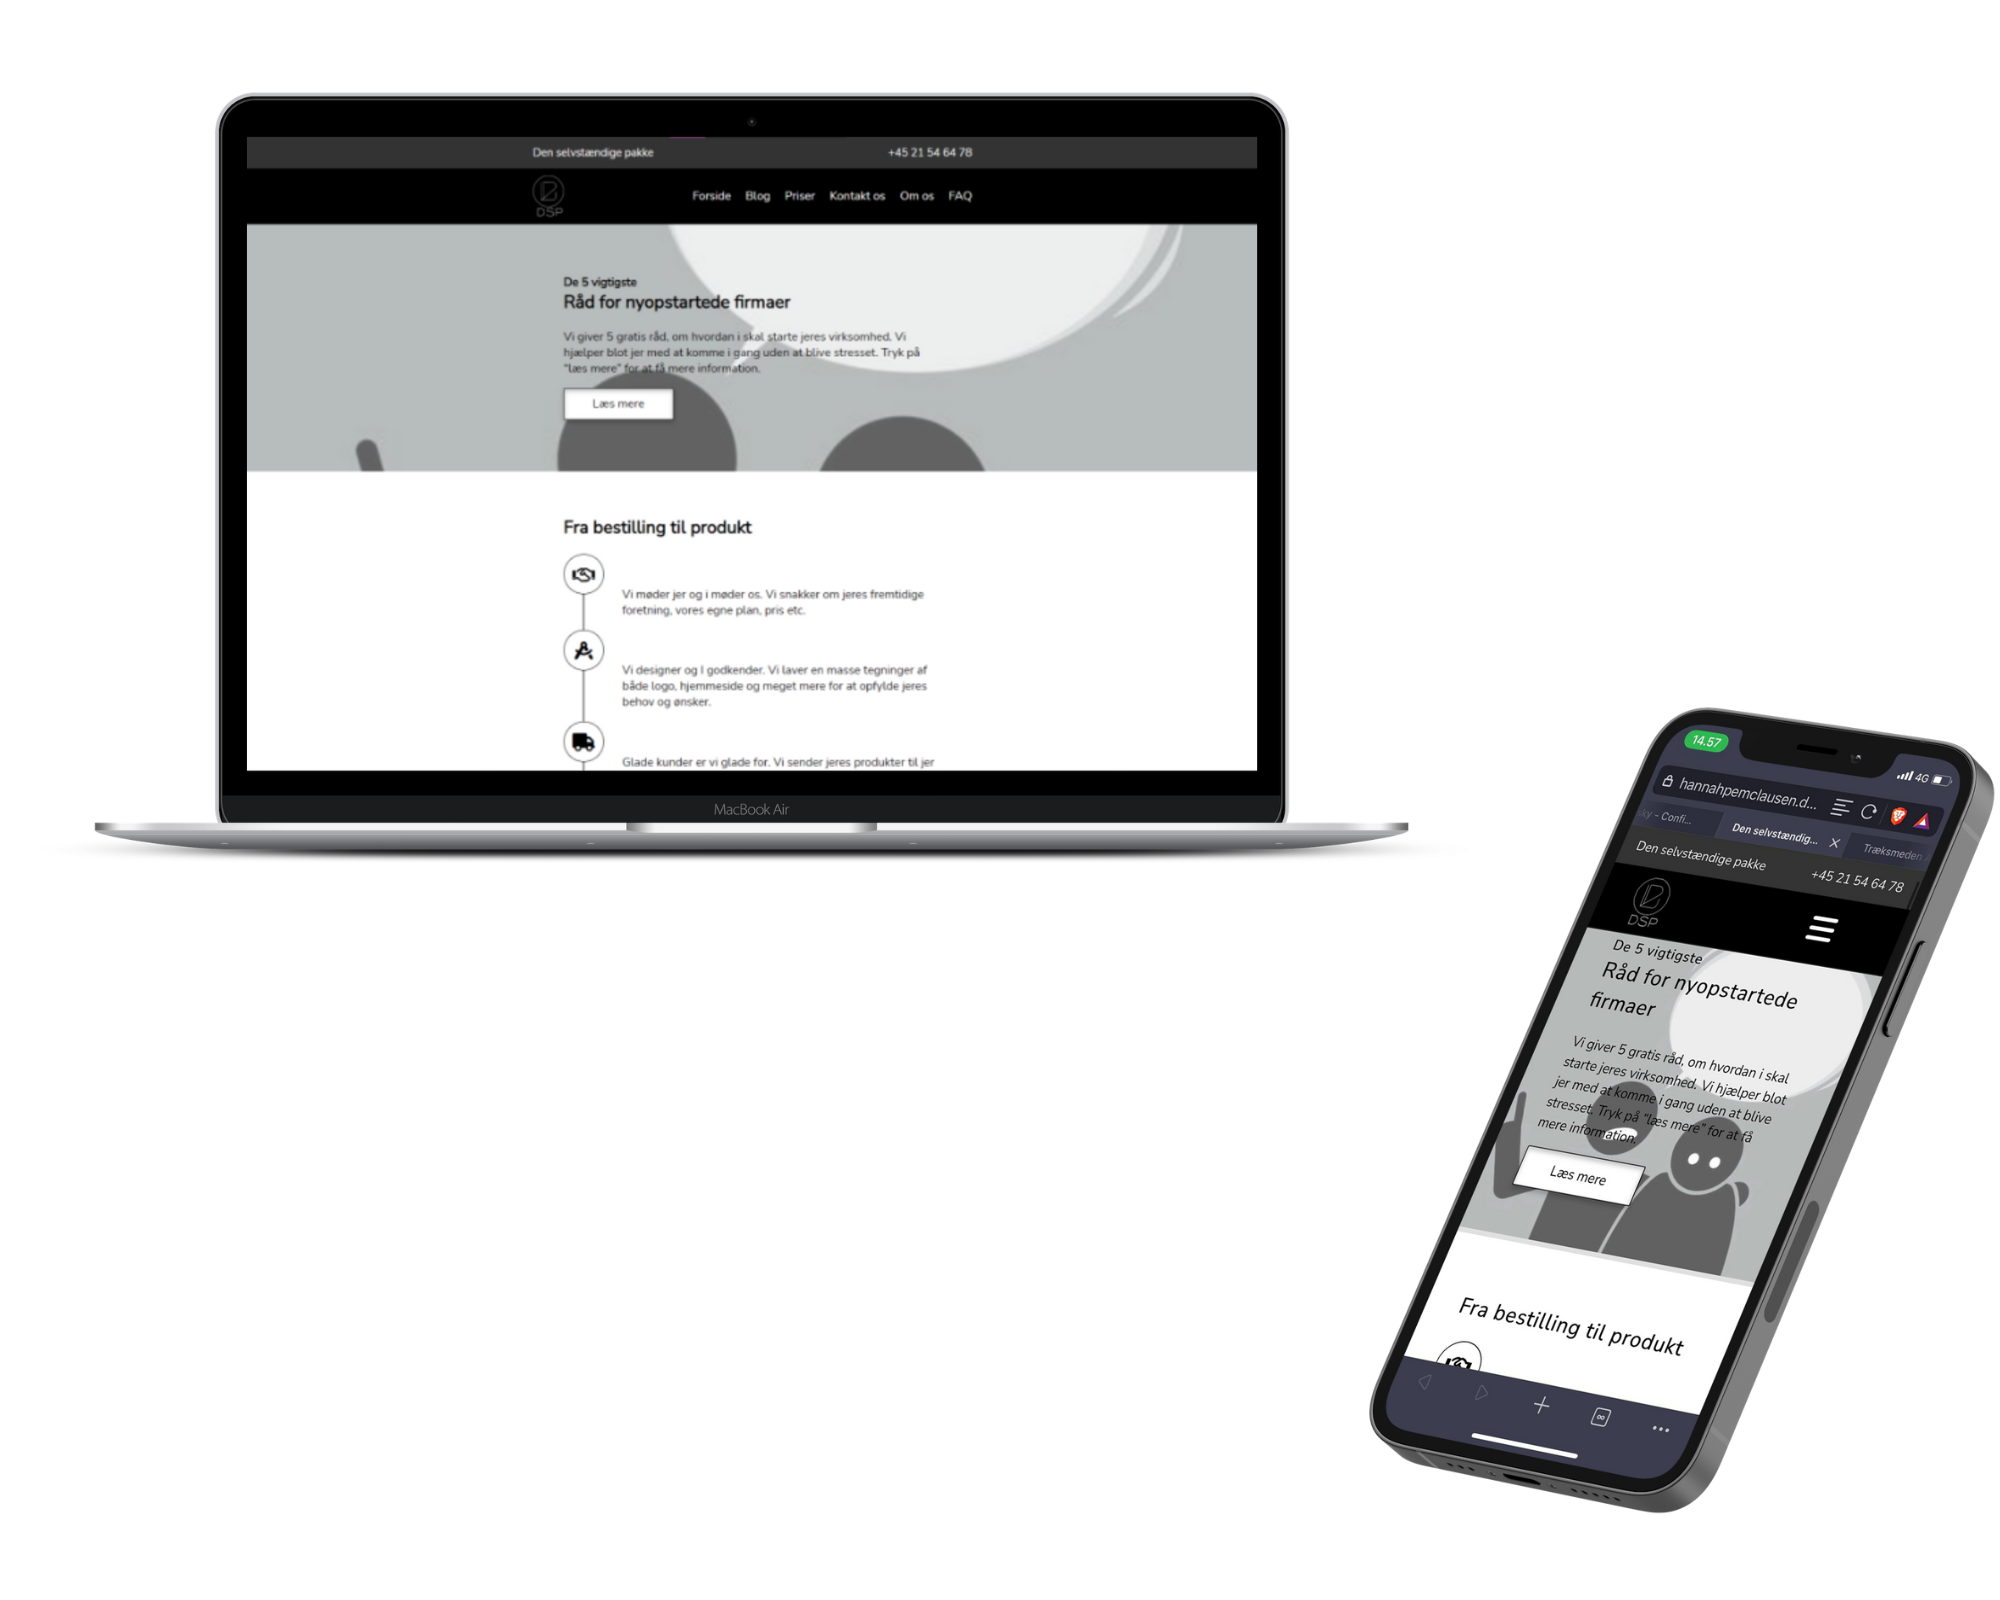 Den selvstændige pakke
+45 21 54 64 78
DSP
Forside Blog Priser Kontakt os Om os FAQ
De 5 vigtigste
Råd for nyopstartede firmaer
Vi giver 5 gratis råd, om hvordan i skal starte jeres virksomhed. Vi
hjælper blot jer med at komme i gang uden at blive stresset. Tryk på
"læs mere" for at få mere information.
Læs mere
Fra bestilling til produkt
Vi møder jer og i møder os. Vi snakker om jeres fremtidige
foretning, vores egne plan, pris etc.
Vi designer og I godkender. Vi laver en masse tegninger af
både logo, hjemmeside og meget mere for at opfylde jeres
behov og ønsker.
Glade kunder er vi glade for. Vi sender jeres produkter til jer
MacBook Air
14.57
4G
hannahpemclausen.d...
- Confi...
Den selvstændig...
Træksmeden
Den selvstændige pakke
+45 21 54 64 78
DSP
De 5 vigtigste
Råd for nyopstartede
firmaer
Vi giver 5 gratis råd, om hvordan i skal
starte jeres virksomhed. Vi hjælper blot
jer med at komme i gang uden at blive
stresset. Tryk på "læs mere" for at få
mere information.
Læs mere
Fra bestilling til produkt